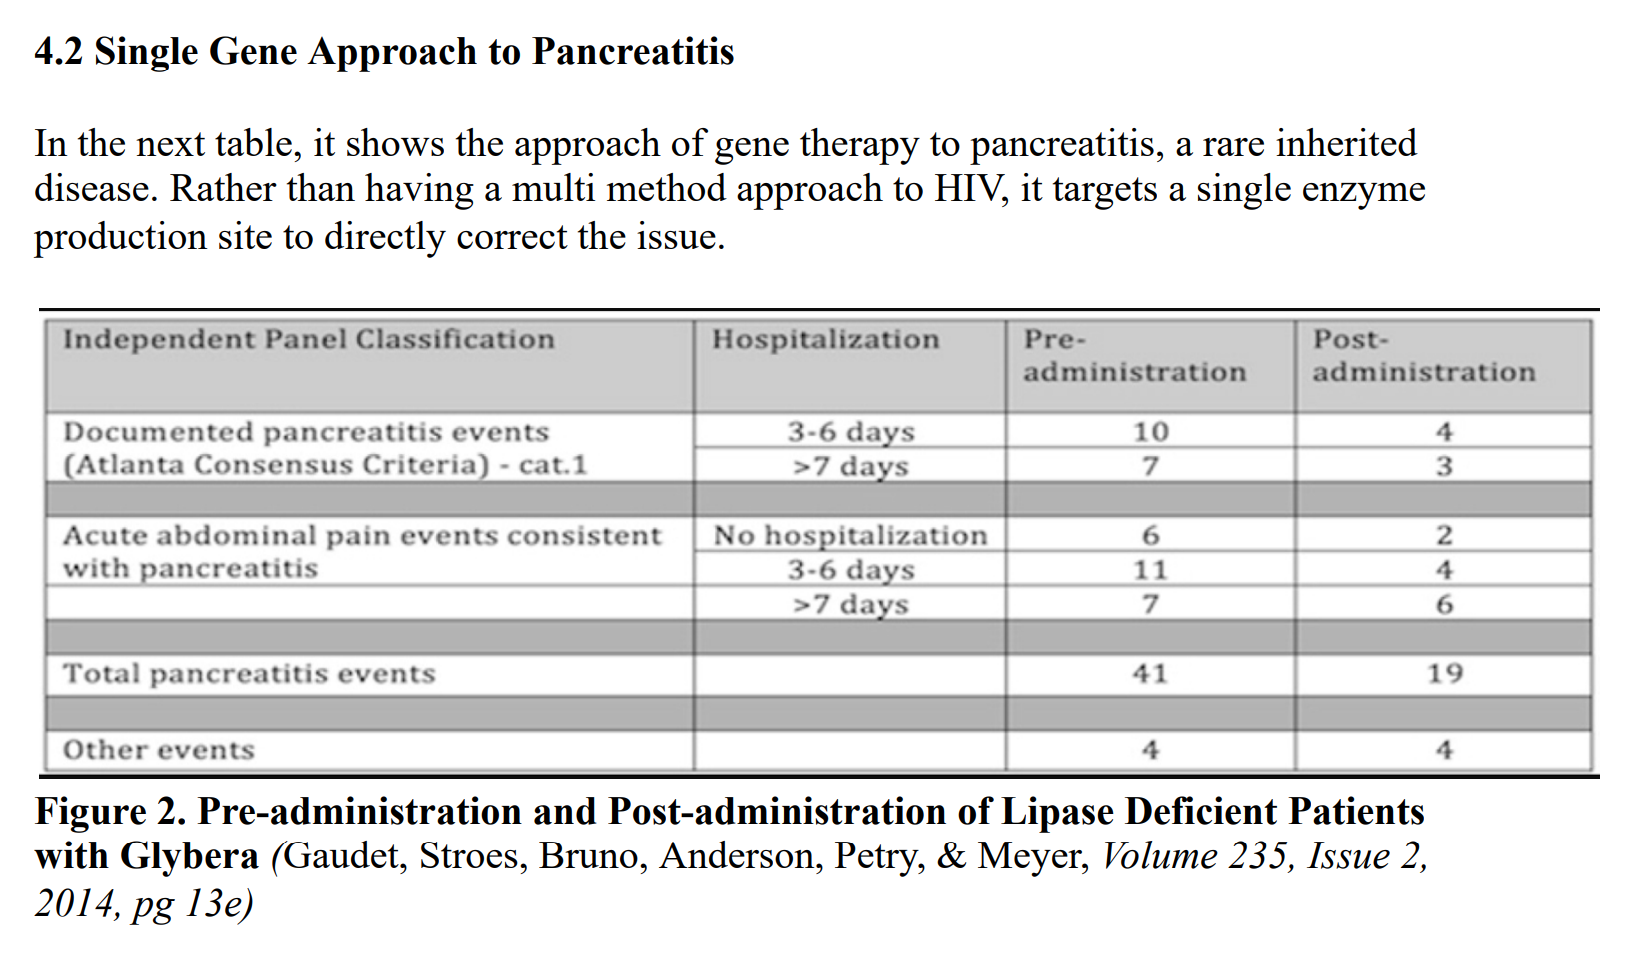 4.2 Single Gene Approach to Pancreatitis
In the next table, it shows the approach of gene therapy to pancreatitis, a rare inherited
disease. Rather than having a multi method approach to HIV, it targets a single enzyme
production site to directly correct the issue.
Independent Panel Classification Hospitalization Pre-administration Post-administration
Documented pancreatitis events (Atlanta Consensus Criteria) - cat.1 3-6 days 10 4
>7 days 7 3
Acute abdominal pain events consistent with pancreatitis No hospitalization 6 2
3-6 days 11 4
>7 days 7 6
Total pancreatitis events 41 19
Other events 4 4
Figure 2. Pre-administration and Post-administration of Lipase Deficient Patients
with Glybera (Gaudet, Stroes, Bruno, Anderson, Petry, & Meyer, Volume 235, Issue 2,
2014, pg 13e)